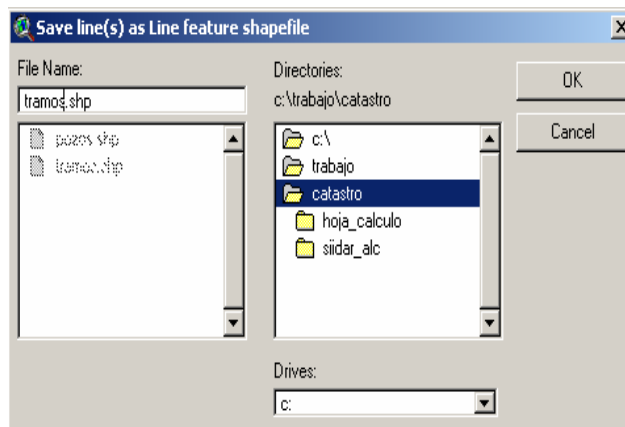 Save line(s) as Line feature shapefile
File Name:
tramos.shp
pozos.shp
tramos.shp
Directories:
c:\trabajo\catastro
c:\
trabajo
catastro
hoja_calculo
siidar_alc
Drives:
c:
OK
Cancel